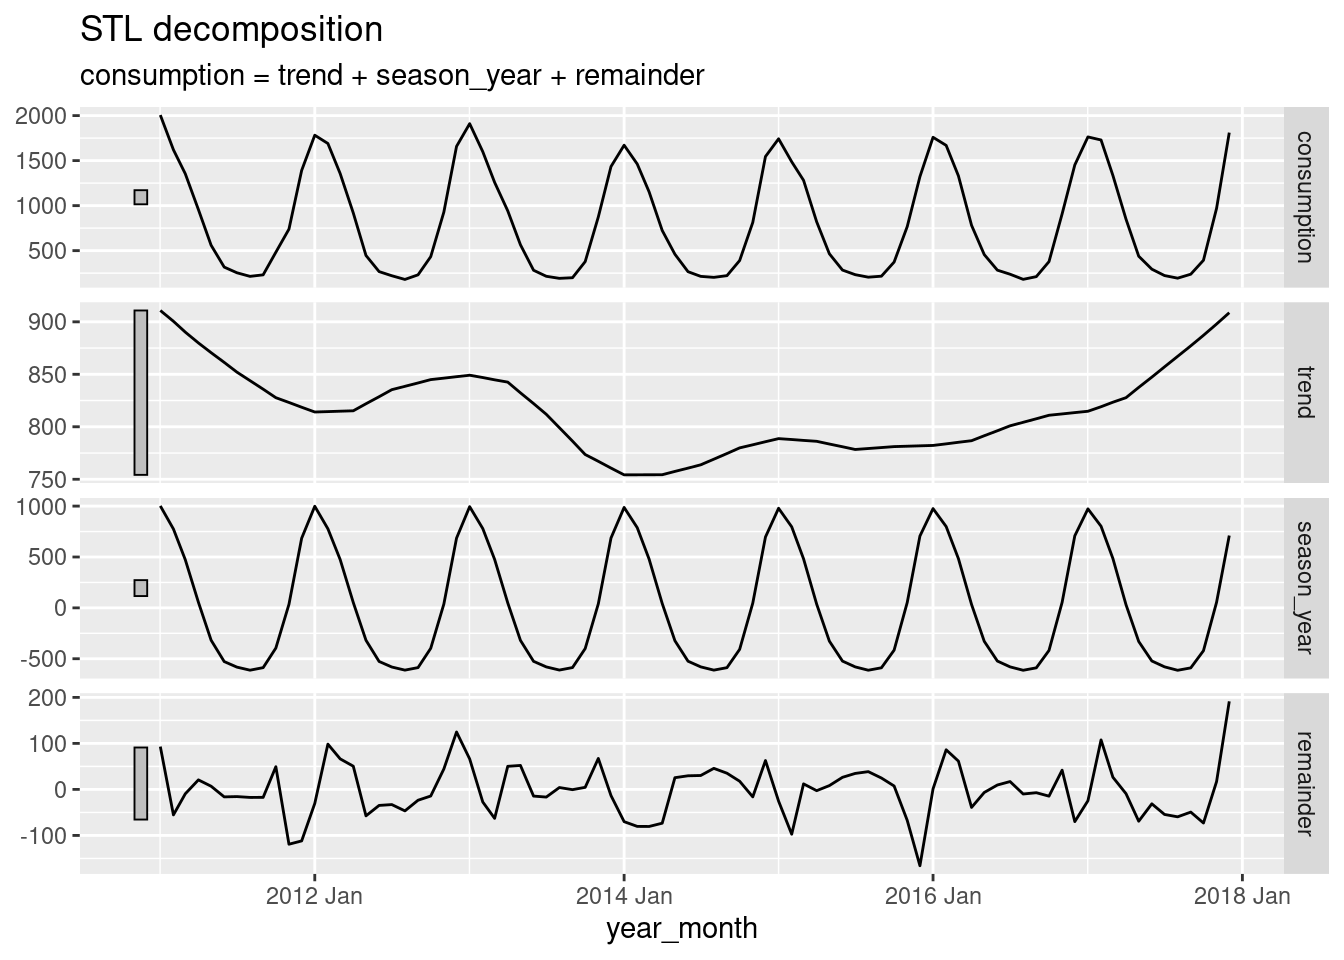 STL decomposition
consumption = trend + season_year + remainder
2000
1500
1000
500
consumption
900
850
800
750
trend
1000
500
0
-500
season_year
200
100
0
-100
remainder
2012 Jan
2014 Jan
2016 Jan
2018 Jan
year_month